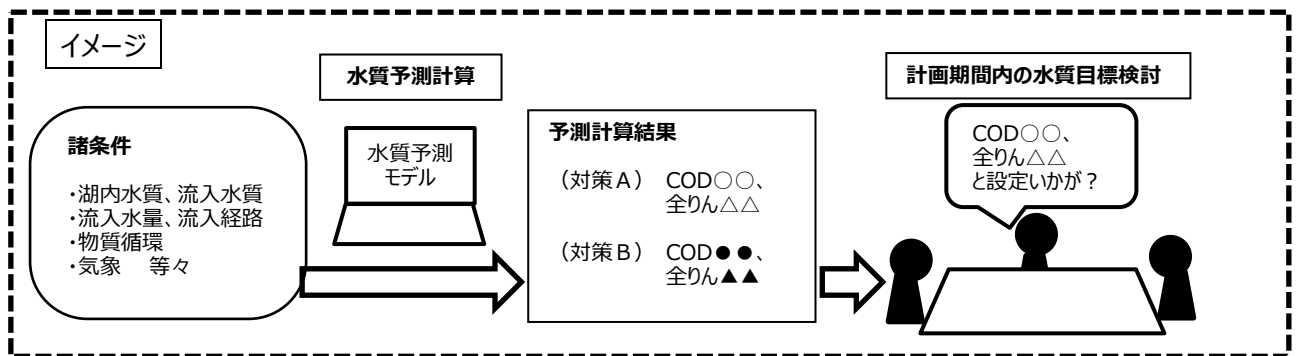 イメージ
水質予測計算
計画期間内の水質目標検討
諸条件
・湖内水質、流入水質
・流入水量、流入経路
・物質循環
・気象　等々
水質予測
モデル
予測計算結果
（対策Ａ）　COD○○、
全りん△△
（対策Ｂ）　COD●●、
全りん▲▲
COD○○、
全りん△△
と設定いかが？